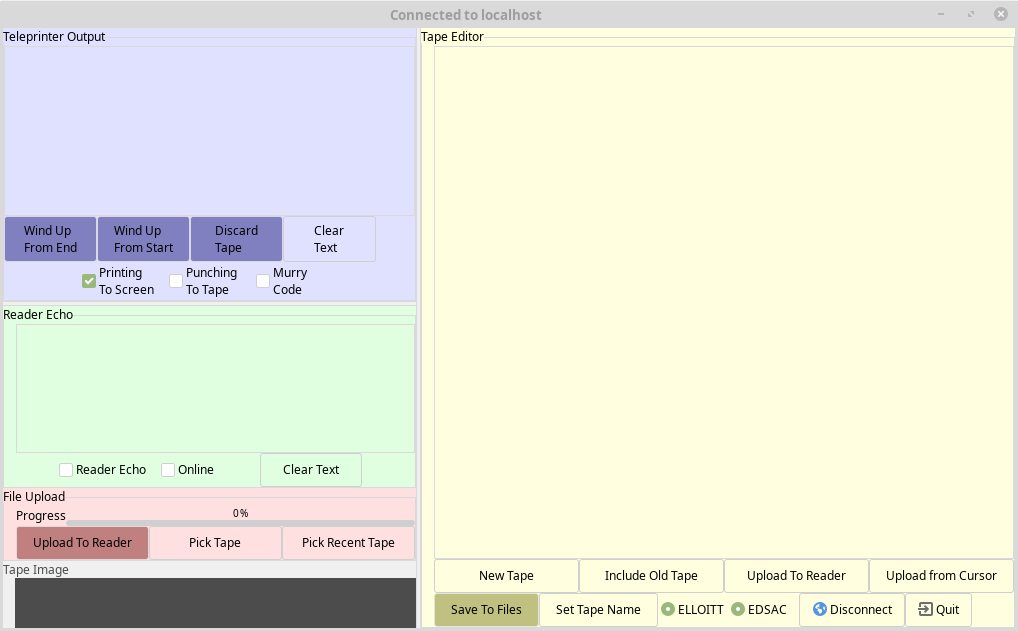 Connected to localhost
Teleprinter Output
Wind Up
From End
Wind Up
From Start
Discard
Tape
Clear
Text
Printing
To Screen
Punching
To Tape
Murry
Code
Reader Echo
Reader Echo
Online
Clear Text
File Upload
Progress
0%
Upload To Reader
Pick Tape
Pick Recent Tape
Tape Image
Tape Editor
New Tape
Include Old Tape
Upload To Reader
Upload from Cursor
Save To Files
Set Tape Name
ELLOITT
EDSAC
Disconnect
Quit